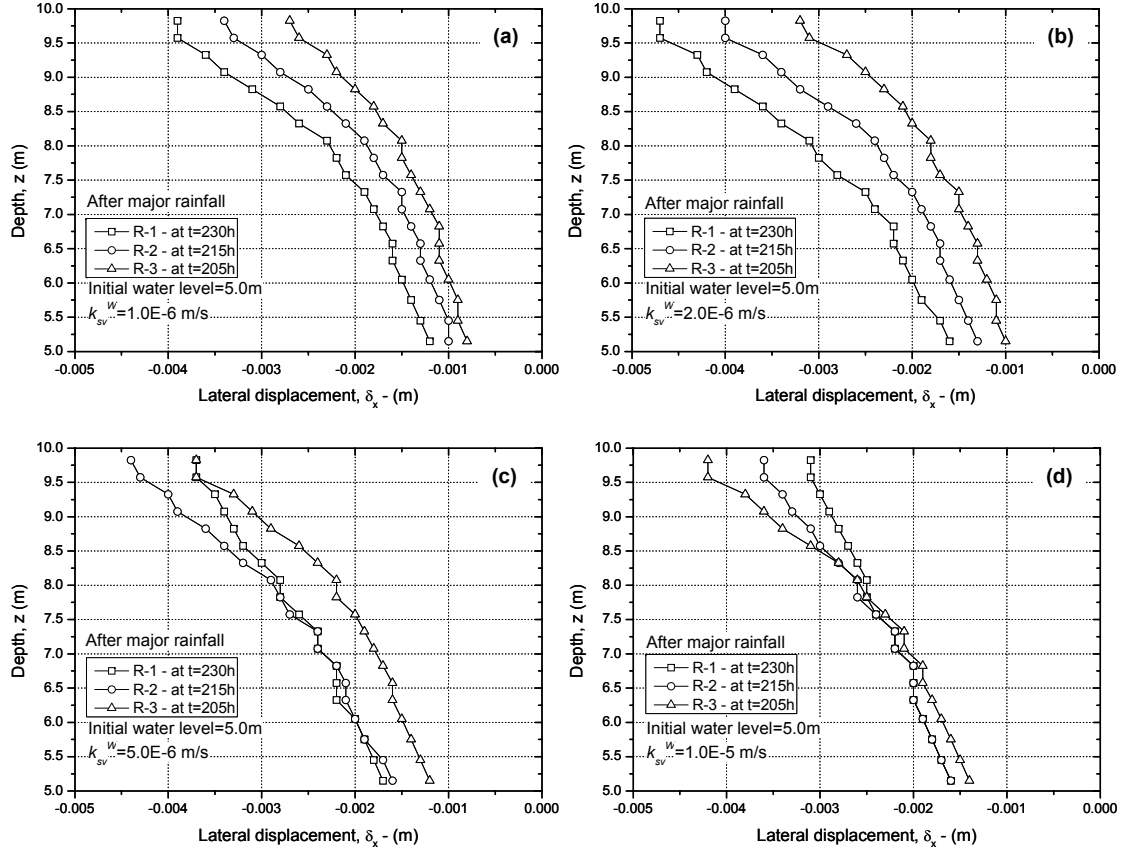 10.0
9.5
9.0
8.5
8.0
7.5
7.0
6.5
6.0
5.5
5.0
Depth, z (m)
(a)
After major rainfall
R-1 - at t=230h
R-2 - at t=215h
R-3 - at t=205h
Initial water level=5.0m
k_sv^W=1.0E-6 m/s
-0.005 -0.004 -0.003 -0.002 -0.001 0.000
Lateral displacement, δ_x - (m)
10.0
9.5
9.0
8.5
8.0
7.5
7.0
6.5
6.0
5.5
5.0
Depth, z (m)
(b)
After major rainfall
R-1 - at t=230h
R-2 - at t=215h
R-3 - at t=205h
Initial water level=5.0m
k_sv^W=2.0E-6 m/s
-0.005 -0.004 -0.003 -0.002 -0.001 0.000
Lateral displacement, δ_x - (m)
10.0
9.5
9.0
8.5
8.0
7.5
7.0
6.5
6.0
5.5
5.0
Depth, z (m)
(c)
After major rainfall
R-1 - at t=230h
R-2 - at t=215h
R-3 - at t=205h
Initial water level=5.0m
k_sv^W=5.0E-6 m/s
-0.005 -0.004 -0.003 -0.002 -0.001 0.000
Lateral displacement, δ_x - (m)
10.0
9.5
9.0
8.5
8.0
7.5
7.0
6.5
6.0
5.5
5.0
Depth, z (m)
(d)
After major rainfall
R-1 - at t=230h
R-2 - at t=215h
R-3 - at t=205h
Initial water level=5.0m
k_sv^W=1.0E-5 m/s
-0.005 -0.004 -0.003 -0.002 -0.001 0.000
Lateral displacement, δ_x - (m)